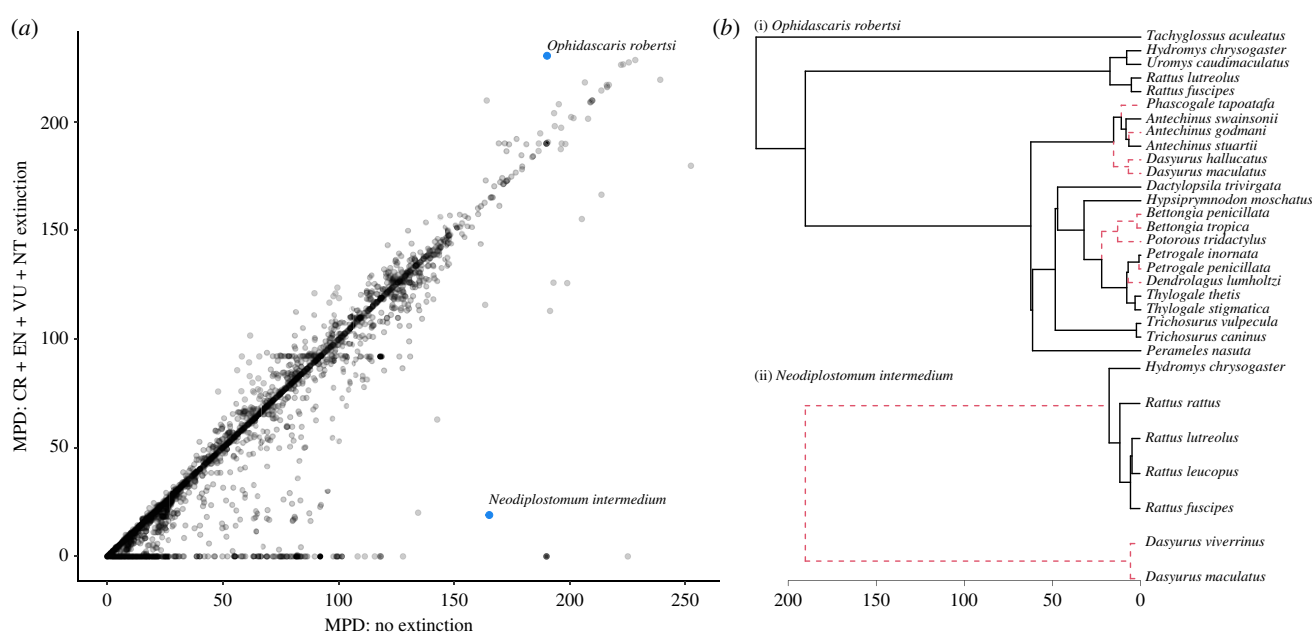 (a)
MPD: CR + EN + VU + NT extinction
200
150
100
50
0
Ophidascaris robertsi
Neodiplostomum intermedium
0
50
100
150
200
250
MPD: no extinction
(b)
(i) Ophidascaris robertsi
Tachyglossus aculeatus
Hydromys chrysogaster
Uromys caudimaculatus
Rattus lutreolus
Rattus fuscipes
Phascogale tapoatafa
Antechinus swainsonii
Antechinus godmani
Antechinus stuartii
Dasyurus hallucatus
Dasyurus maculatus
Dactylopsila trivirgata
Hypsiprymnodon moschatus
Bettongia penicillata
Bettongia tropica
Potorous tridactylus
Petrogale inornata
Petrogale penicillata
Dendrolagus lumholtzi
Thylogale thetis
Thylogale stigmatica
Trichosurus vulpecula
Trichosurus caninus
Perameles nasuta
(ii) Neodiplostomum intermedium
Hydromys chrysogaster
Rattus rattus
Rattus lutreolus
Rattus leucopus
Rattus fuscipes
Dasyurus viverrinus
Dasyurus maculatus
200
150
100
50
0